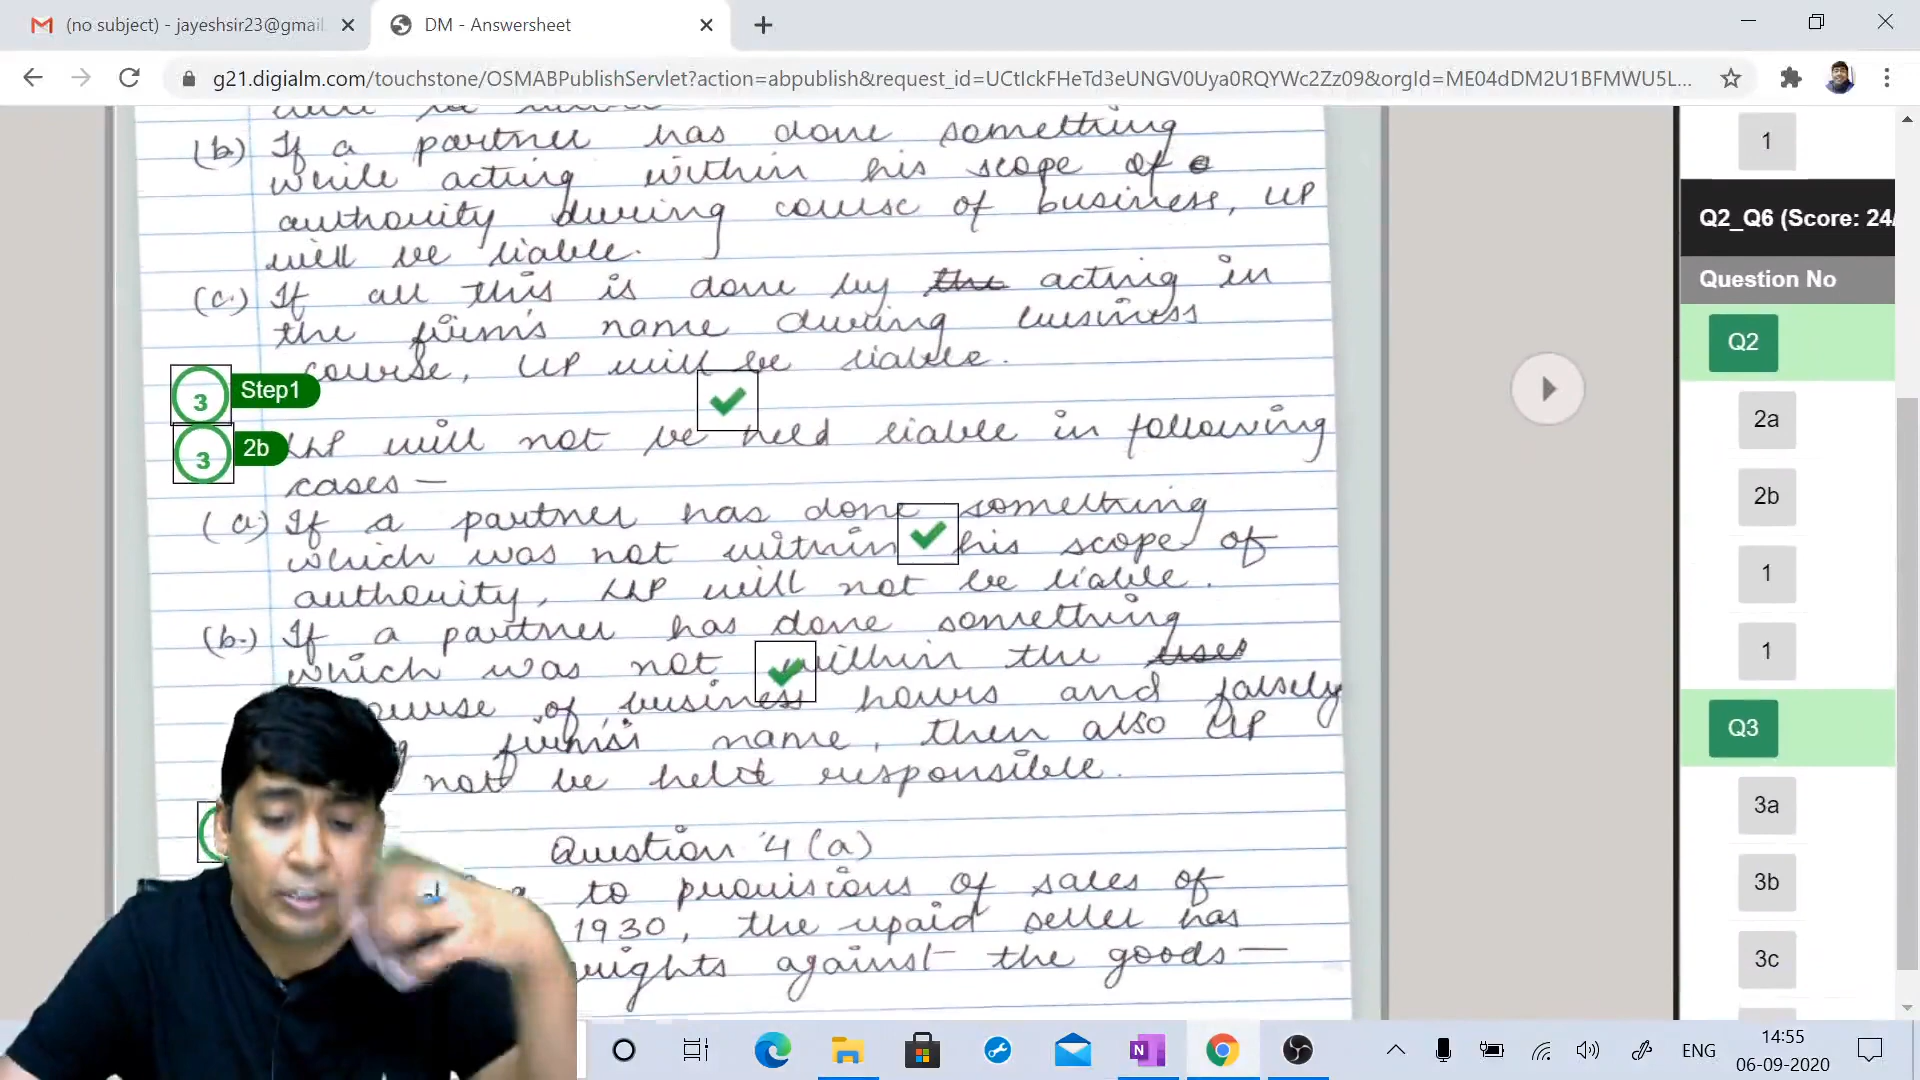 (no subject) - jayeshsir23@gmail.
DM - Answersheet
g21.digialm.com/touchstone/OSMABPublishServlet?action=abpublish&request_id=UCtIckFHeTd3eUNGV0Uya0RQYWc2Zz09&orgId=ME04dDM2U1BFMWU5L...
(b) If a partner has done something
while acting within his scope of
authority during course of business, LLP
will be liable.
(c.) If all this is done by the acting in
the firm's name during business
course, LLP will be liable.
3 Step1
3 2b
LLP will not be held liable in following
cases —
(a) If a partner has done something
which was not within his scope of
authority, LLP will not be liable.
(b.) If a partner has done something
which was not within the
of business hours and falsely
firm's name, then also LLP
not be held responsible.
Question 4 (a)
to provisions of sales of
1930, the upaid seller has
rights against the goods —
1
Q2_Q6 (Score: 24/
Question No
Q2
2a
2b
1
1
Q3
3a
3b
3c
ENG
14:55
06-09-2020